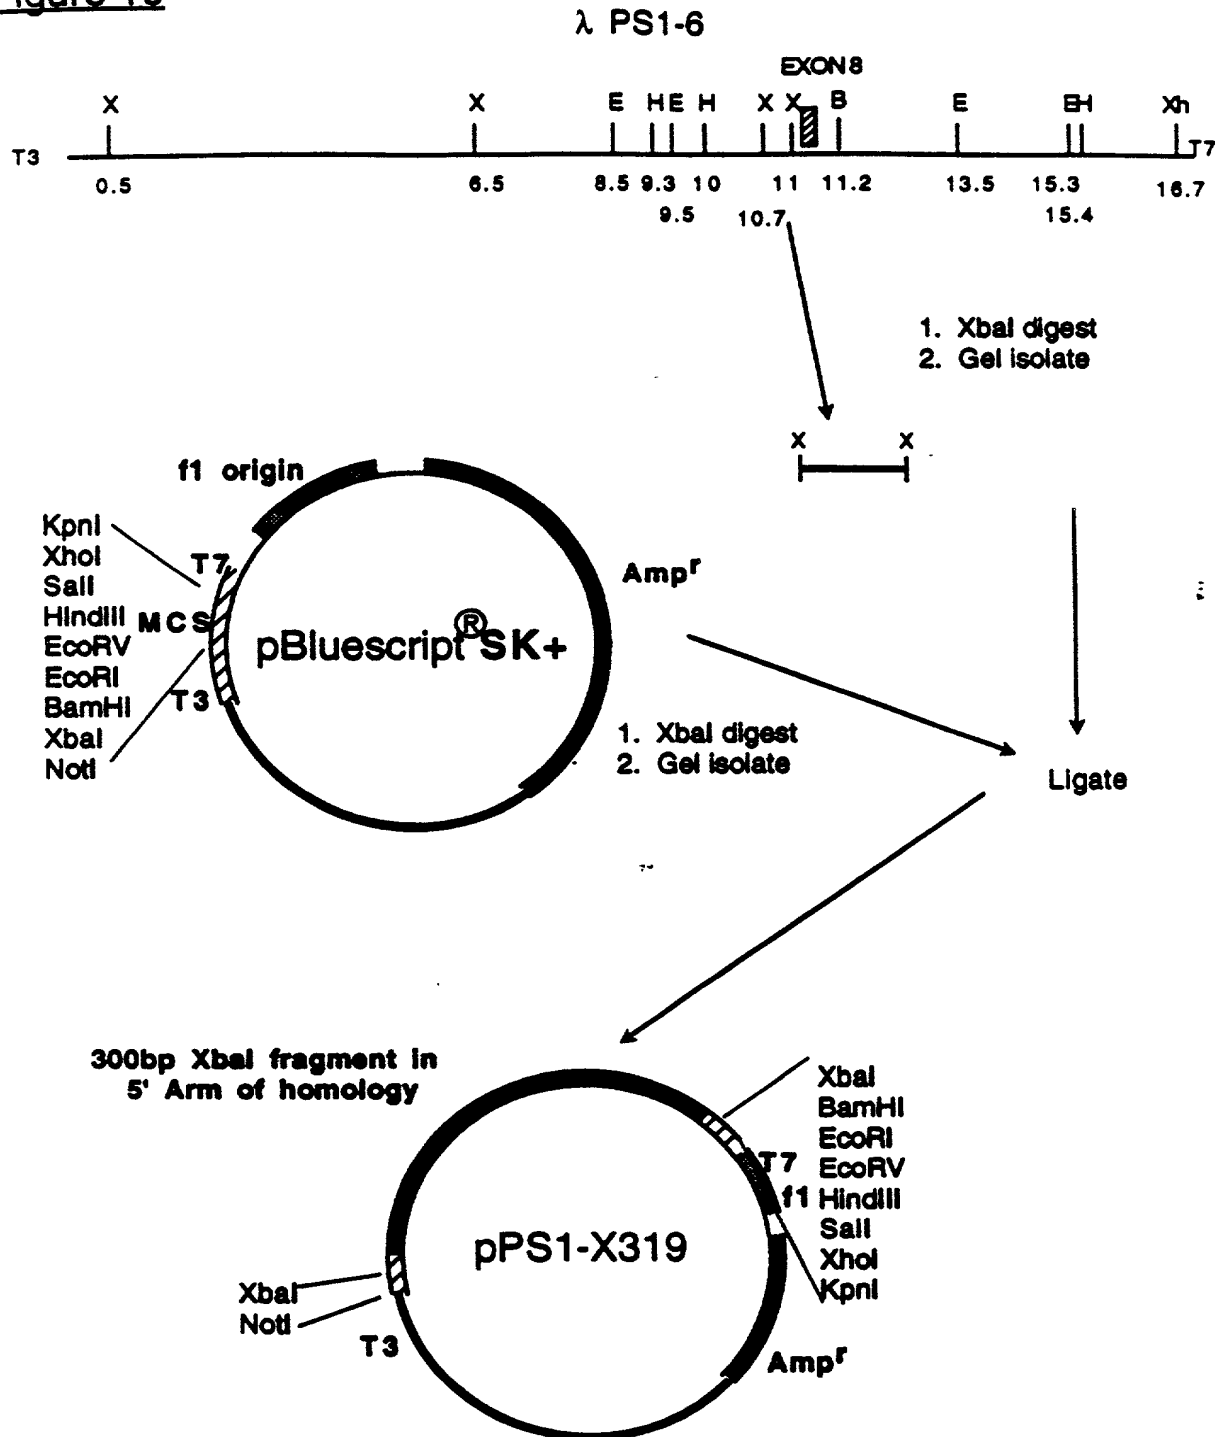 λ PS1-6
EXON 8
X X E H E H X X B E EH Xh
T3 T7
0.5 6.5 8.5 9.3 10 11 11.2 13.5 15.3 16.7
9.5 10.7 15.4
1. XbaI digest
2. Gel isolate
X X
f1 origin
KpnI
XhoI
SalI
HindIII
EcoRV
EcoRI
BamHI
XbaI
NotI
T7
MCS
T3
pBluescript® SK+
Ampr
1. XbaI digest
2. Gel isolate
Ligate
300bp XbaI fragment in
5' Arm of homology
XbaI
BamHI
EcoRI
EcoRV
HindIII
SalI
XhoI
KpnI
T7
f1
pPS1-X319
XbaI
NotI
T3
Ampr